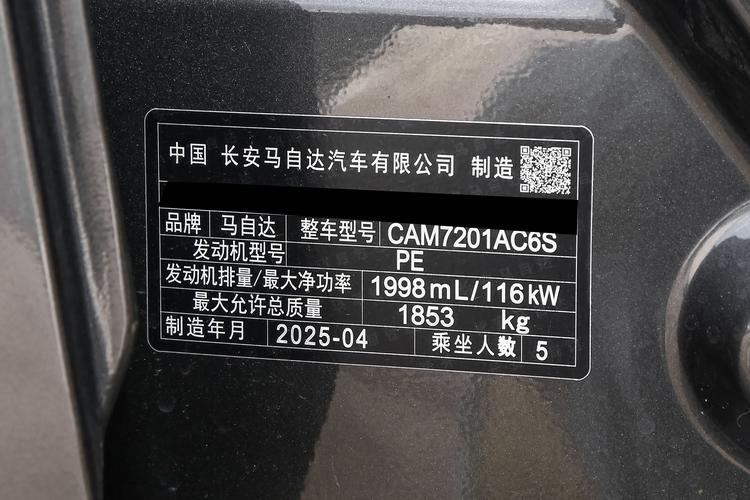 中国 长安马自达汽车有限公司 制造
品牌 马自达 整车型号 CAM7201AC6S
发动机型号 PE
发动机排量/最大净功率 1998mL/116kW
最大允许总质量 1853 kg
制造年月 2025-04 乘坐人数 5